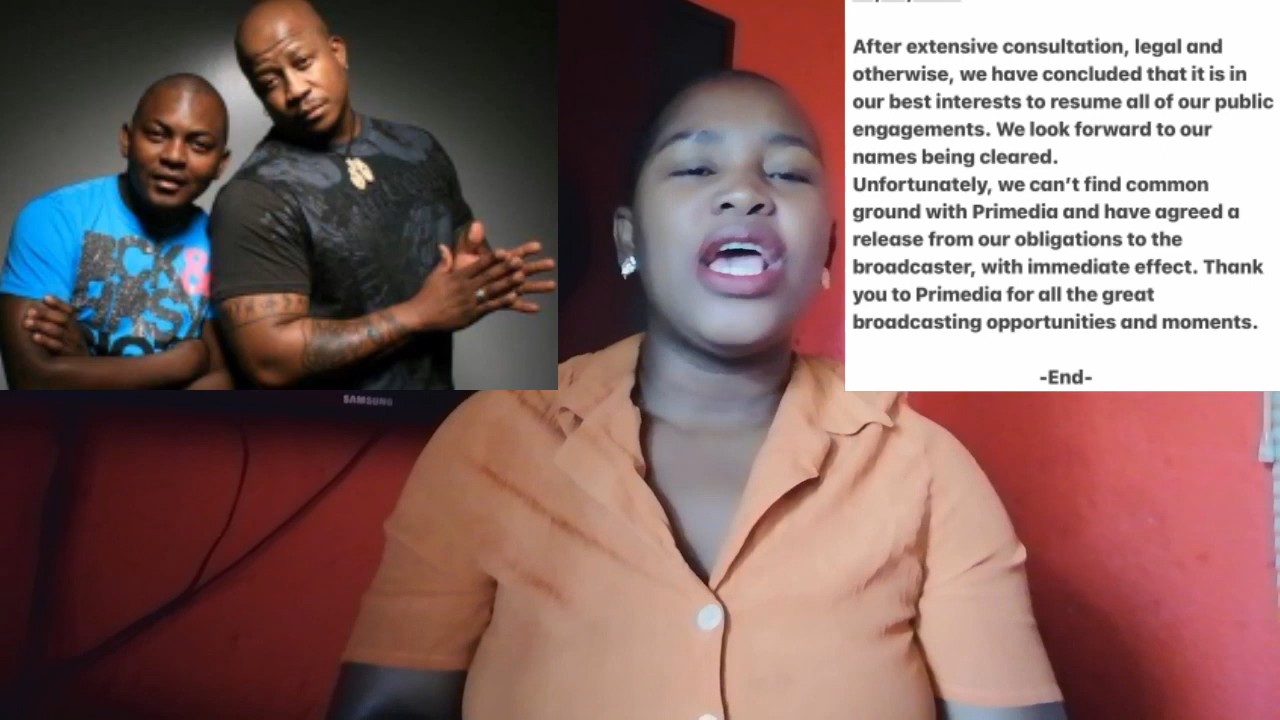 After extensive consultation, legal and
otherwise, we have concluded that it is in
our best interests to resume all of our public
engagements. We look forward to our
names being cleared.
Unfortunately, we can’t find common
ground with Primedia and have agreed a
release from our obligations to the
broadcaster, with immediate effect. Thank
you to Primedia for all the great
broadcasting opportunities and moments.
-End-
SAMSUNG